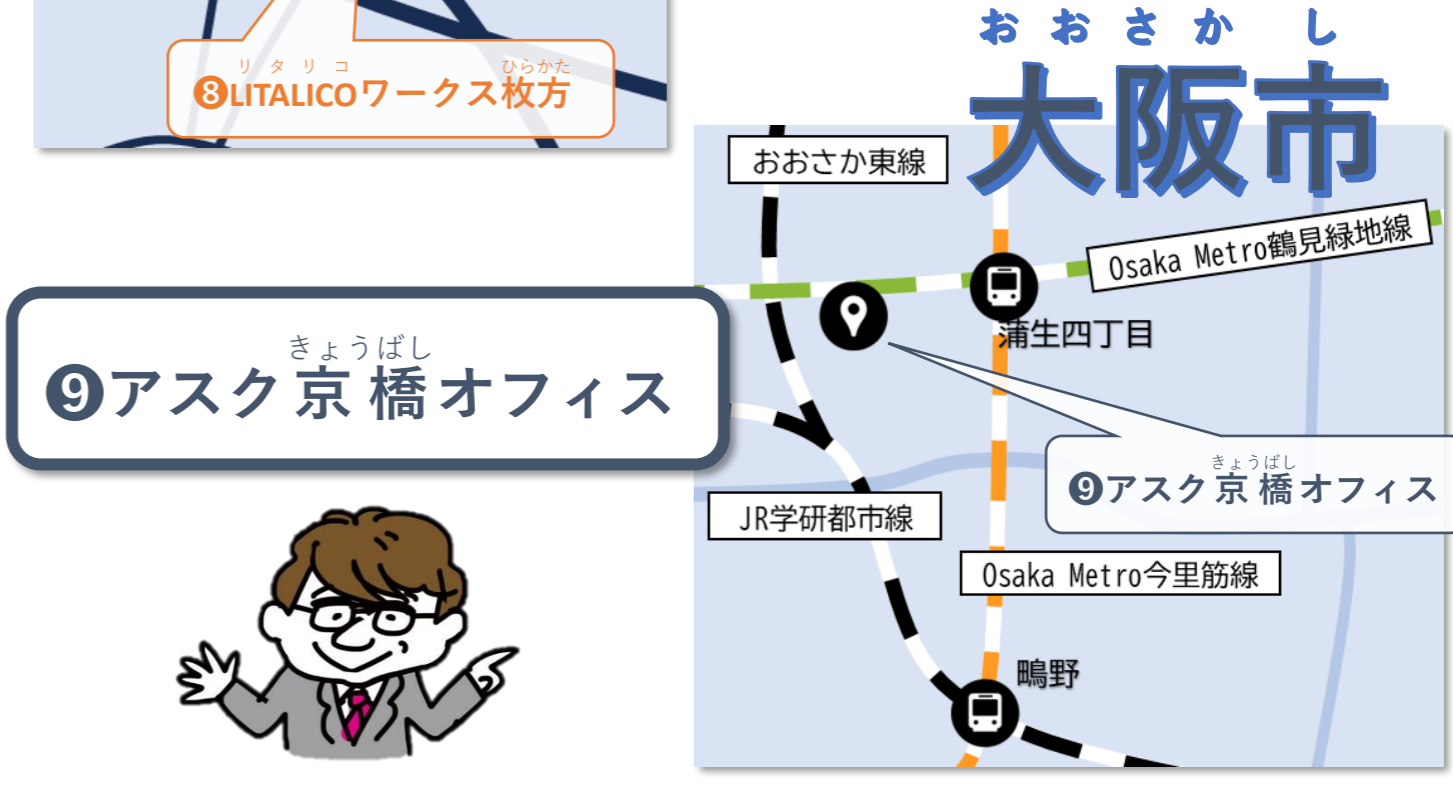 リタリコ ひらかた
❽LITALICOワークス枚方
おおさかし
大阪市
おおさか東線
Osaka Metro鶴見緑地線
蒲生四丁目
きょうばし
❾アスク京橋オフィス
きょうばし
❾アスク京橋オフィス
JR学研都市線
Osaka Metro今里筋線
鴫野